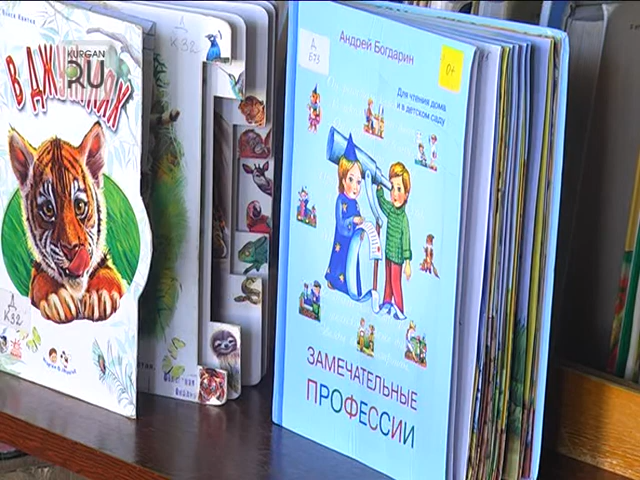 KURGAN
RU
В ДЖУНГЛЯХ
Д
К32
Д
К32
Д
Б73
Андрей Богдарин
0+
Для чтения дома
и в детском саду
ЗАМЕЧАТЕЛЬНЫЕ
ПРОФЕССИИ